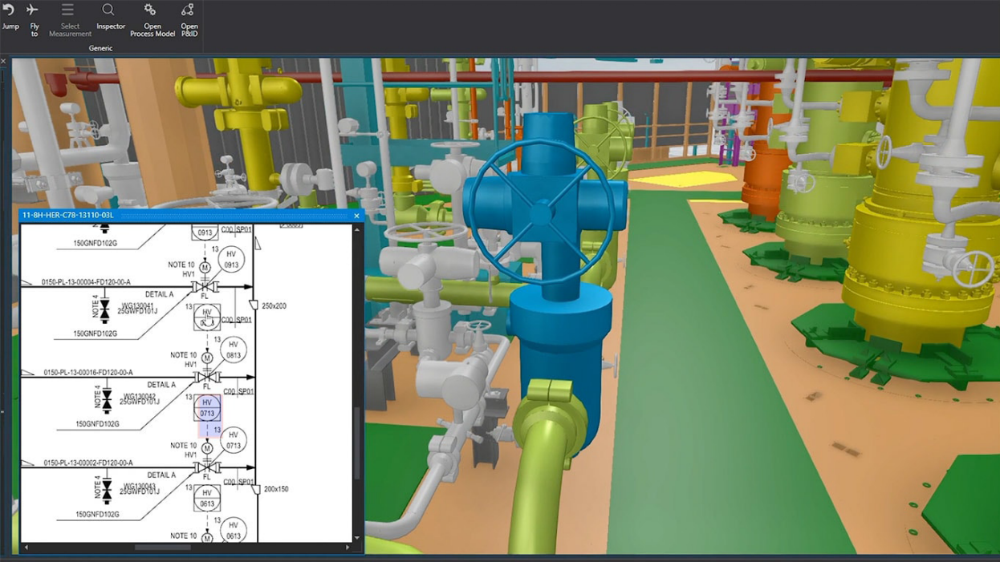 Jump
Fly to
Select Measurement
Inspector
Open Process Model
Open P&ID
Generic
11-8H-HER-C78-13110-03L
0913
C00 SP01
150GNFD102G
13
HV
0913
NOTE 10
M
HV1
0150-PL-13-00004-FD120-00-A
DETAIL A
FL
NOTE 4
WG130041
25GWFD101J
13
HV
250x200
C00 SP01
150GNFD102G
HV
0813
NOTE 10
M
HV1
0150-PL-13-00016-FD120-00-A
DETAIL A
FL
C00 SP01
NOTE 4
WG130042
25GWFD101J
13
HV
0713
150GNFD102G
13
HV
0713
NOTE 10
M
HV1
0150-PL-13-00002-FD120-00-A
DETAIL A
FL
C00 SP01
NOTE 4
WG130043
25GWFD101J
13
HV
0613
200x150
150GNFD102G
13
HV
0613
NOTE 10
M